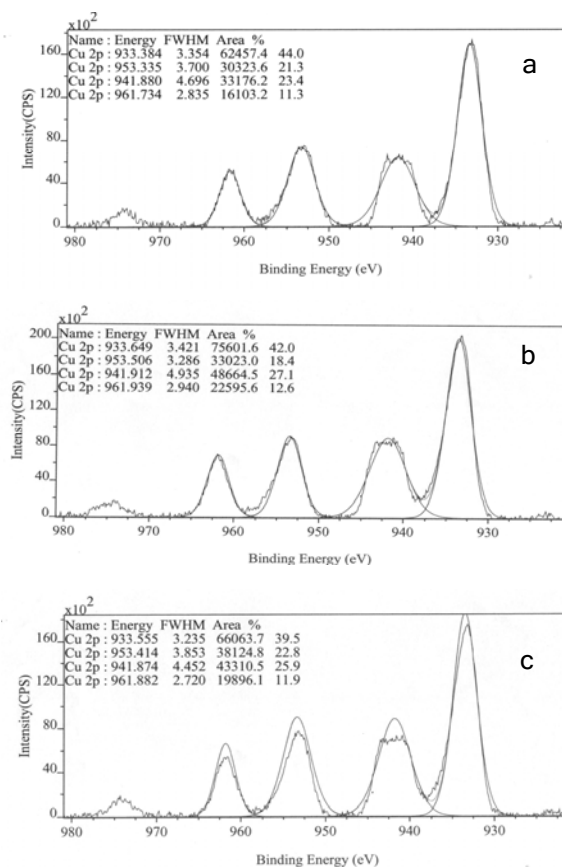 x10²
Name : Energy FWHM Area %
Cu 2p : 933.384 3.354 62457.4 44.0
Cu 2p : 953.335 3.700 30323.6 21.3
Cu 2p : 941.880 4.696 33176.2 23.4
Cu 2p : 961.734 2.835 16103.2 11.3
a
160
120
80
40
0
Intensity(CPS)
980 970 960 950 940 930
Binding Energy (eV)
x10²
Name : Energy FWHM Area %
Cu 2p : 933.649 3.421 75601.6 42.0
Cu 2p : 953.506 3.286 33023.0 18.4
Cu 2p : 941.912 4.935 48664.5 27.1
Cu 2p : 961.939 2.940 22595.6 12.6
b
200
160
120
80
40
0
Intensity(CPS)
980 970 960 950 940 930
Binding Energy (eV)
x10²
Name : Energy FWHM Area %
Cu 2p : 933.555 3.235 66063.7 39.5
Cu 2p : 953.414 3.853 38124.8 22.8
Cu 2p : 941.874 4.452 43310.5 25.9
Cu 2p : 961.882 2.720 19896.1 11.9
c
160
120
80
40
0
Intensity(CPS)
980 970 960 950 940 930
Binding Energy (eV)